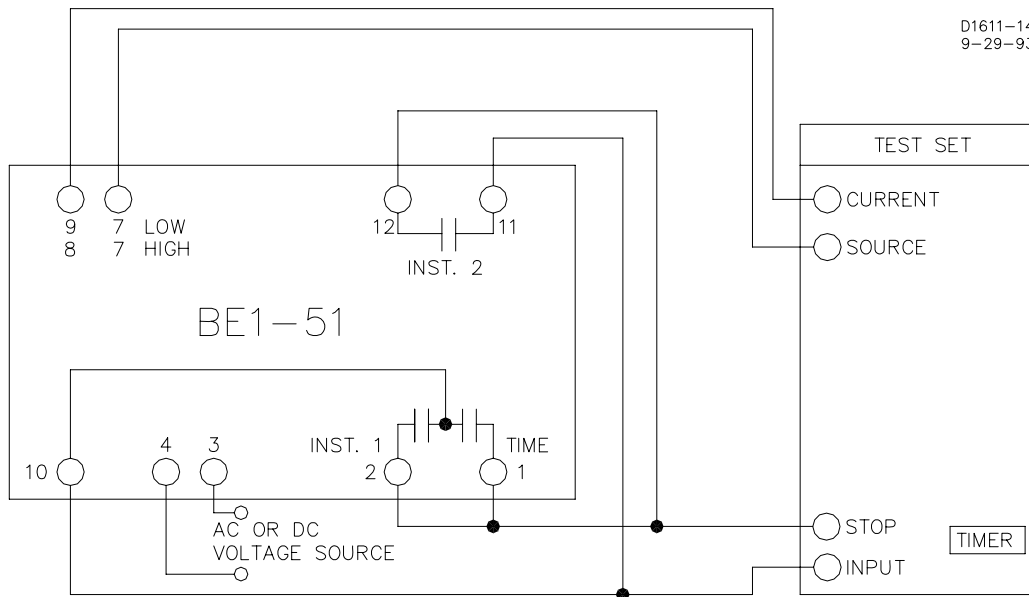 D1611-14
9-29-93
TEST SET
CURRENT
9 7 LOW
8 7 HIGH
12 11
SOURCE
INST. 2
BE1-51
INST. 1 TIME
10 4 3 2 1
AC OR DC
VOLTAGE SOURCE
STOP
TIMER
INPUT